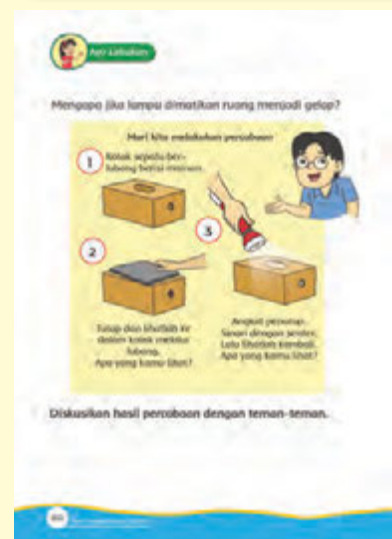 Ayo Lakukan
Mengapa jika lampu dimatikan ruang menjadi gelap?
Mari kita melakukan percobaan
1
Kotak sepatu ber-
lubang berisi mainan.
2
3
Tutup dan lihatlah ke
dalam kotak melalui
lubang.
Apa yang kamu lihat?
Angkat penutup.
Sinari dengan senter.
Lalu lihatlah kembali.
Apa yang kamu lihat?
Diskusikan hasil percobaan dengan teman-teman.